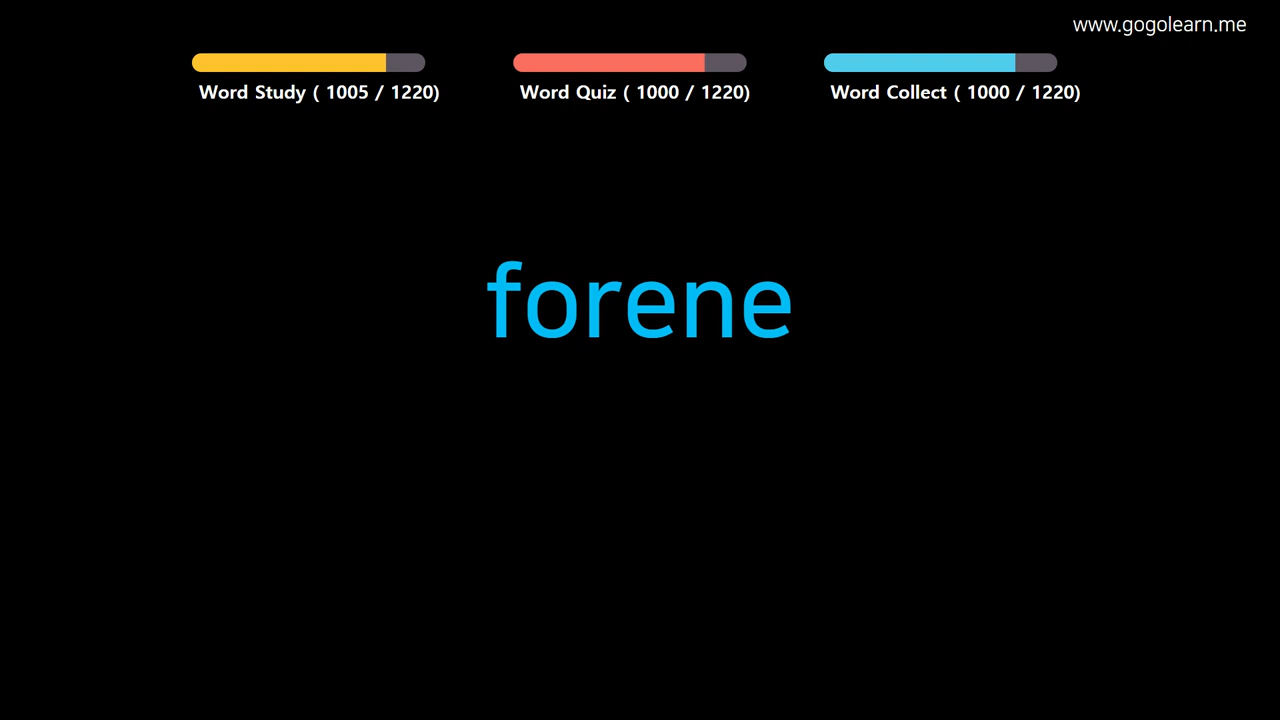 www.gogolearn.me
Word Study ( 1005 / 1220)
Word Quiz ( 1000 / 1220)
Word Collect ( 1000 / 1220)
forene